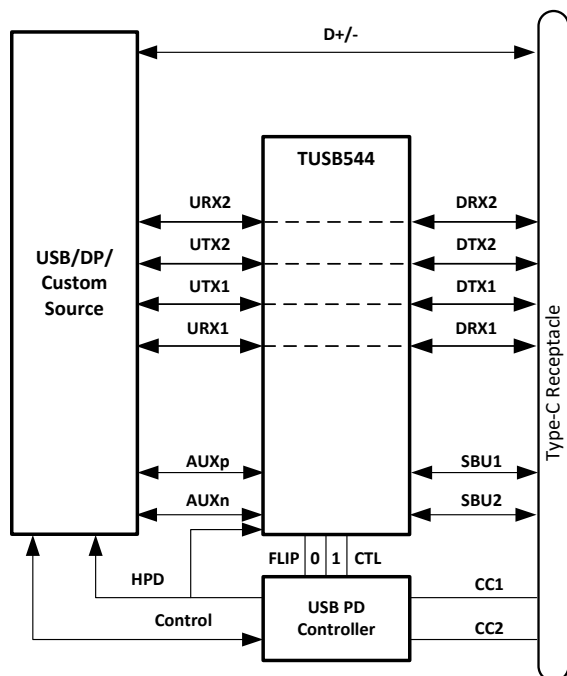 D+/-
TUSB544
URX2
DRX2
UTX2
DTX2
USB/DP/
Custom
Source
UTX1
DTX1
URX1
DRX1
Type-C Receptacle
AUXp
SBU1
AUXn
SBU2
FLIP 0 1 CTL
HPD
CC1
USB PD
Controller
Control
CC2